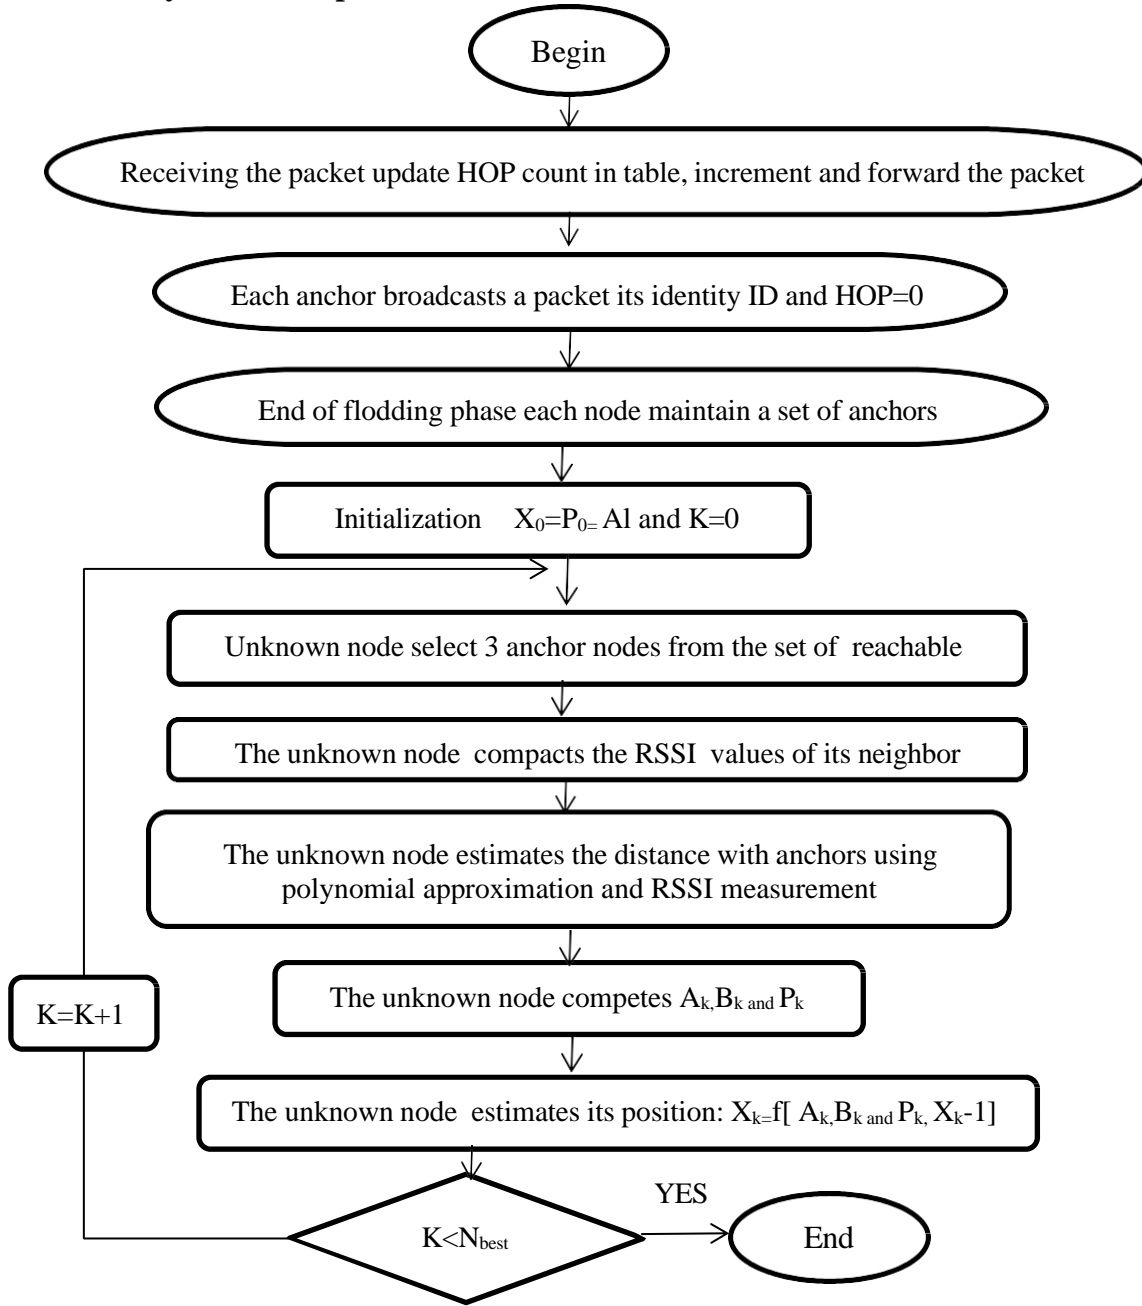 Begin
Receiving the packet update HOP count in table, increment and forward the packet
Each anchor broadcasts a packet its identity ID and HOP=0
End of flodding phase each node maintain a set of anchors
Initialization X₀=P₀₌ Al and K=0
Unknown node select 3 anchor nodes from the set of reachable
The unknown node compacts the RSSI values of its neighbor
The unknown node estimates the distance with anchors using
polynomial approximation and RSSI measurement
The unknown node competes Aₖ,Bₖ and Pₖ
K=K+1
The unknown node estimates its position: Xₖ₌f[ Aₖ,Bₖ and Pₖ, Xₖ-1]
YES
K<N_best
End